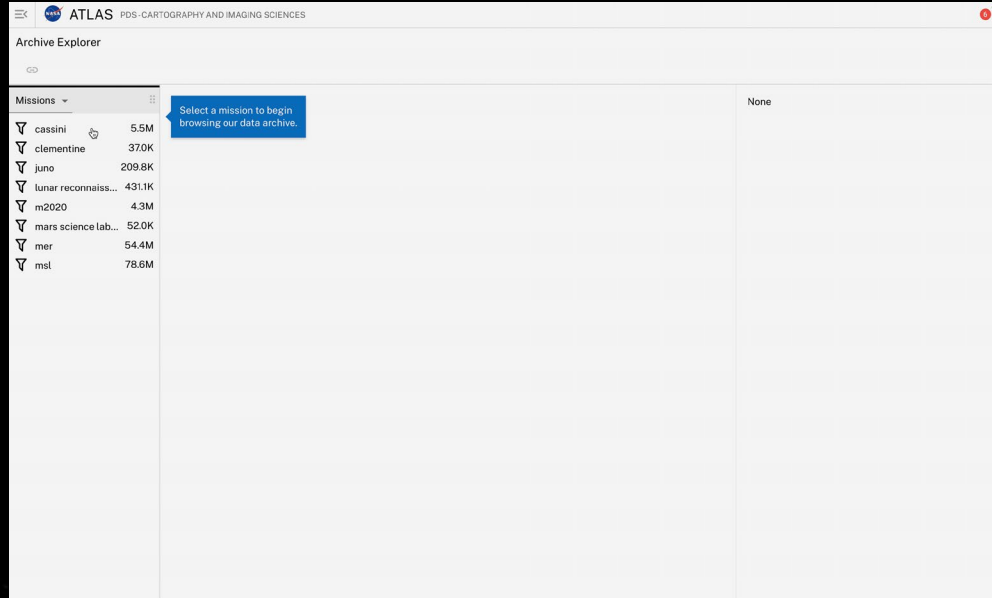 NASA
ATLAS PDS-CARTOGRAPHY AND IMAGING SCIENCES
6
Archive Explorer
Missions
Select a mission to begin
browsing our data archive.
None
cassini 5.5M
clementine 37.0K
juno 209.8K
lunar reconnaiss... 431.1K
m2020 4.3M
mars science lab... 52.0K
mer 54.4M
msl 78.6M